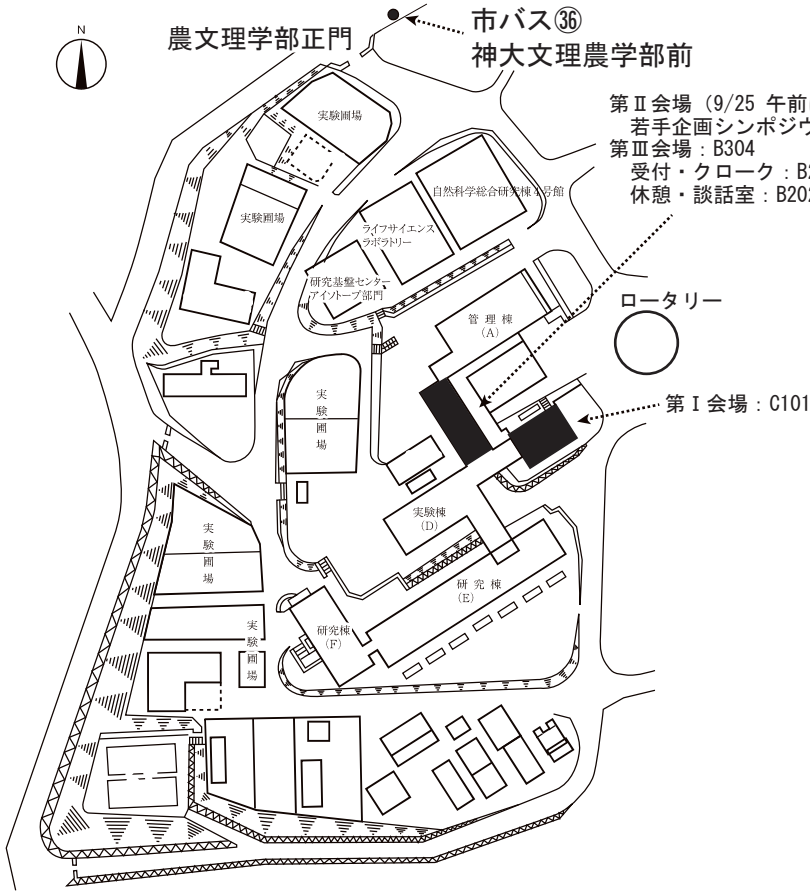 N
農文理学部正門
市バス㊱
神大文理農学部前
第Ⅱ会場（9/25 午前
若手企画シンポジウ
第Ⅲ会場：B304
受付・クローク：B2
休憩・談話室：B202
実験圃場
自然科学総合研究棟4号館
実験圃場
ライフサイエンス
ラボラトリー
研究基盤センター
アイソトープ部門
ロータリー
管 理 棟
(A)
第Ⅰ会場：C101
実験圃場
実験棟
(D)
実験圃場
研 究 棟
(E)
研究棟
(F)
実験圃場